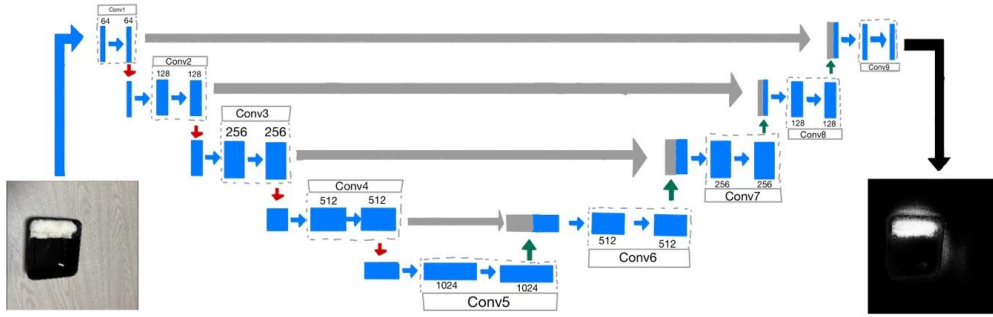 Conv1
64 64
Conv2
128 128
Conv3
256 256
Conv4
512 512
1024 1024
Conv5
512 512
Conv6
256 256
Conv7
128 128
Conv8
Conv9